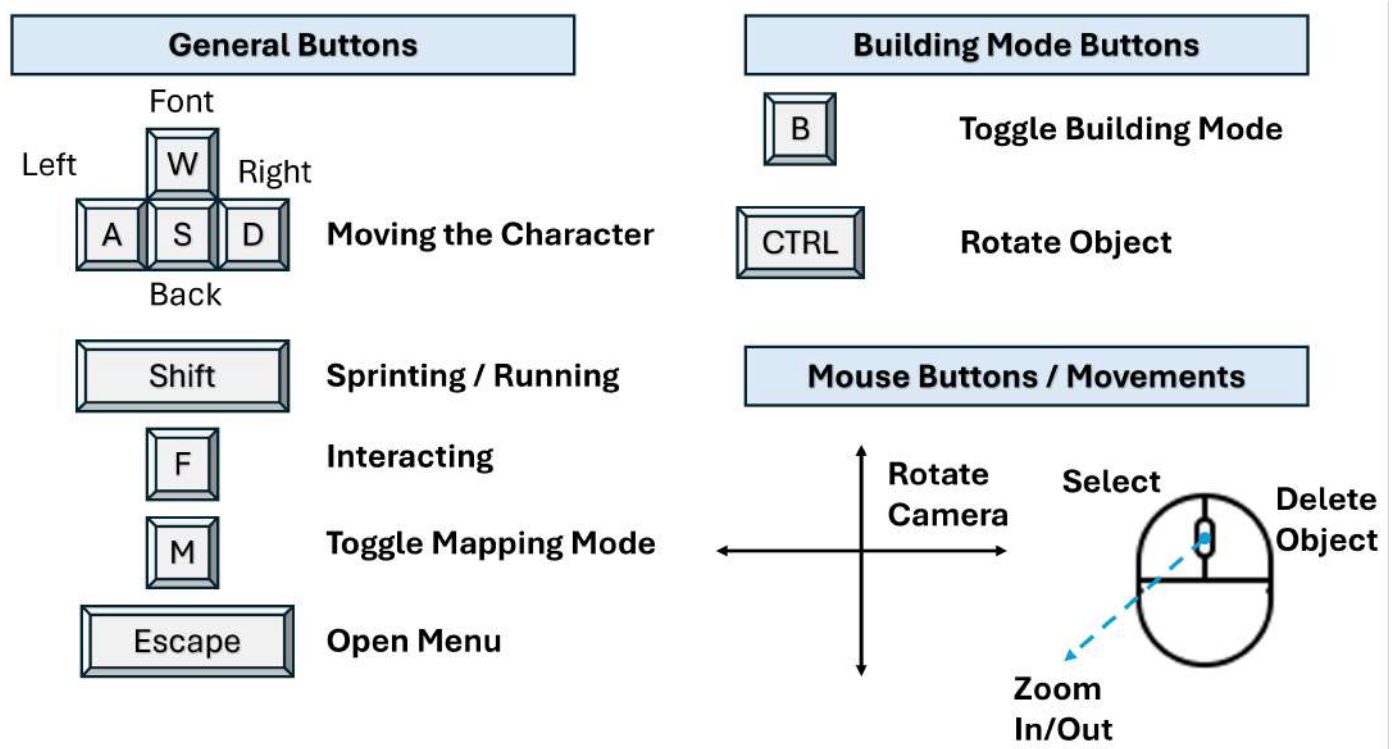 General Buttons
Font
Left
W
Right
A
S
D
Moving the Character
Back
Shift
Sprinting / Running
F
Interacting
M
Toggle Mapping Mode
Escape
Open Menu
Building Mode Buttons
B
Toggle Building Mode
CTRL
Rotate Object
Mouse Buttons / Movements
Rotate
Camera
Select
Delete
Object
Zoom
In/Out